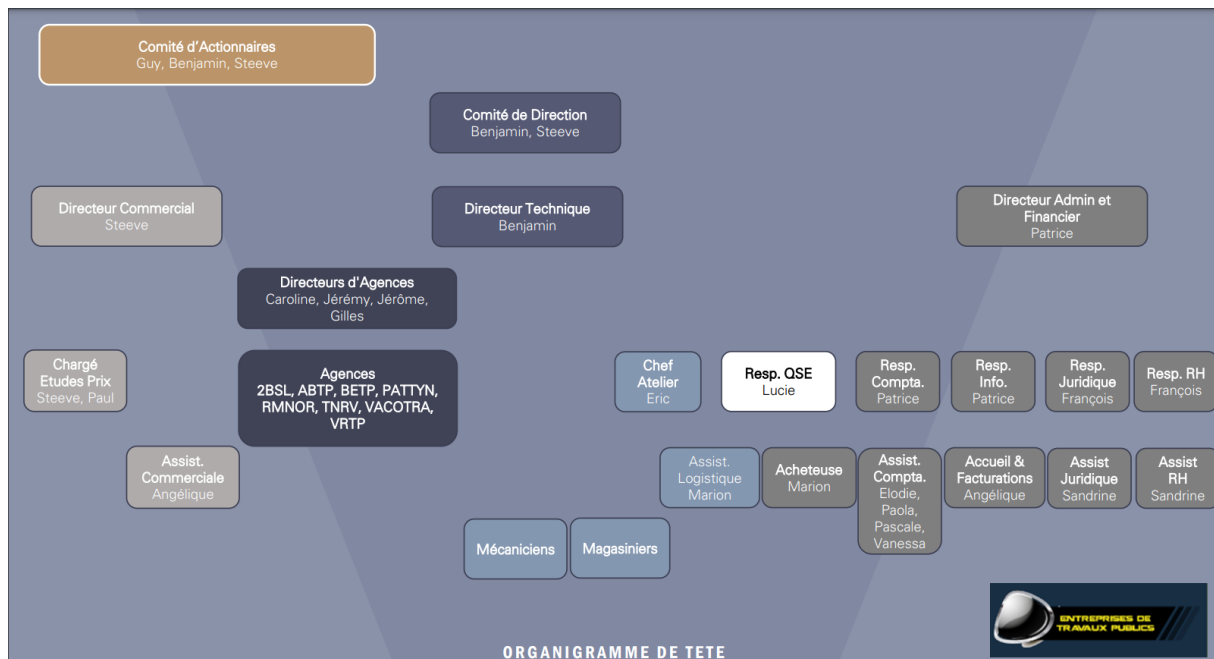 Comité d'Actionnaires
Guy, Benjamin, Steeve
Comité de Direction
Benjamin, Steeve
Directeur Commercial
Steeve
Directeur Technique
Benjamin
Directeur Admin et
Financier
Patrice
Directeurs d'Agences
Caroline, Jérémy, Jérôme,
Gilles
Chargé
Etudes Prix
Steeve, Paul
Agences
2BSL, ABTP, BETP, PATTYN,
RMNOR, TNRV, VACOTRA,
VRTP
Chef
Atelier
Eric
Resp. QSE
Lucie
Resp.
Compta.
Patrice
Resp.
Info.
Patrice
Resp.
Juridique
François
Resp. RH
François
Assist.
Commerciale
Angélique
Assist.
Logistique
Marion
Acheteuse
Marion
Assist.
Compta.
Elodie,
Paola,
Pascale,
Vanessa
Accueil &
Facturations
Angélique
Assist
Juridique
Sandrine
Assist
RH
Sandrine
Mécaniciens
Magasiniers
ENTREPRISES DE
TRAVAUX PUBLICS
ORGANIGRAMME DE TETE